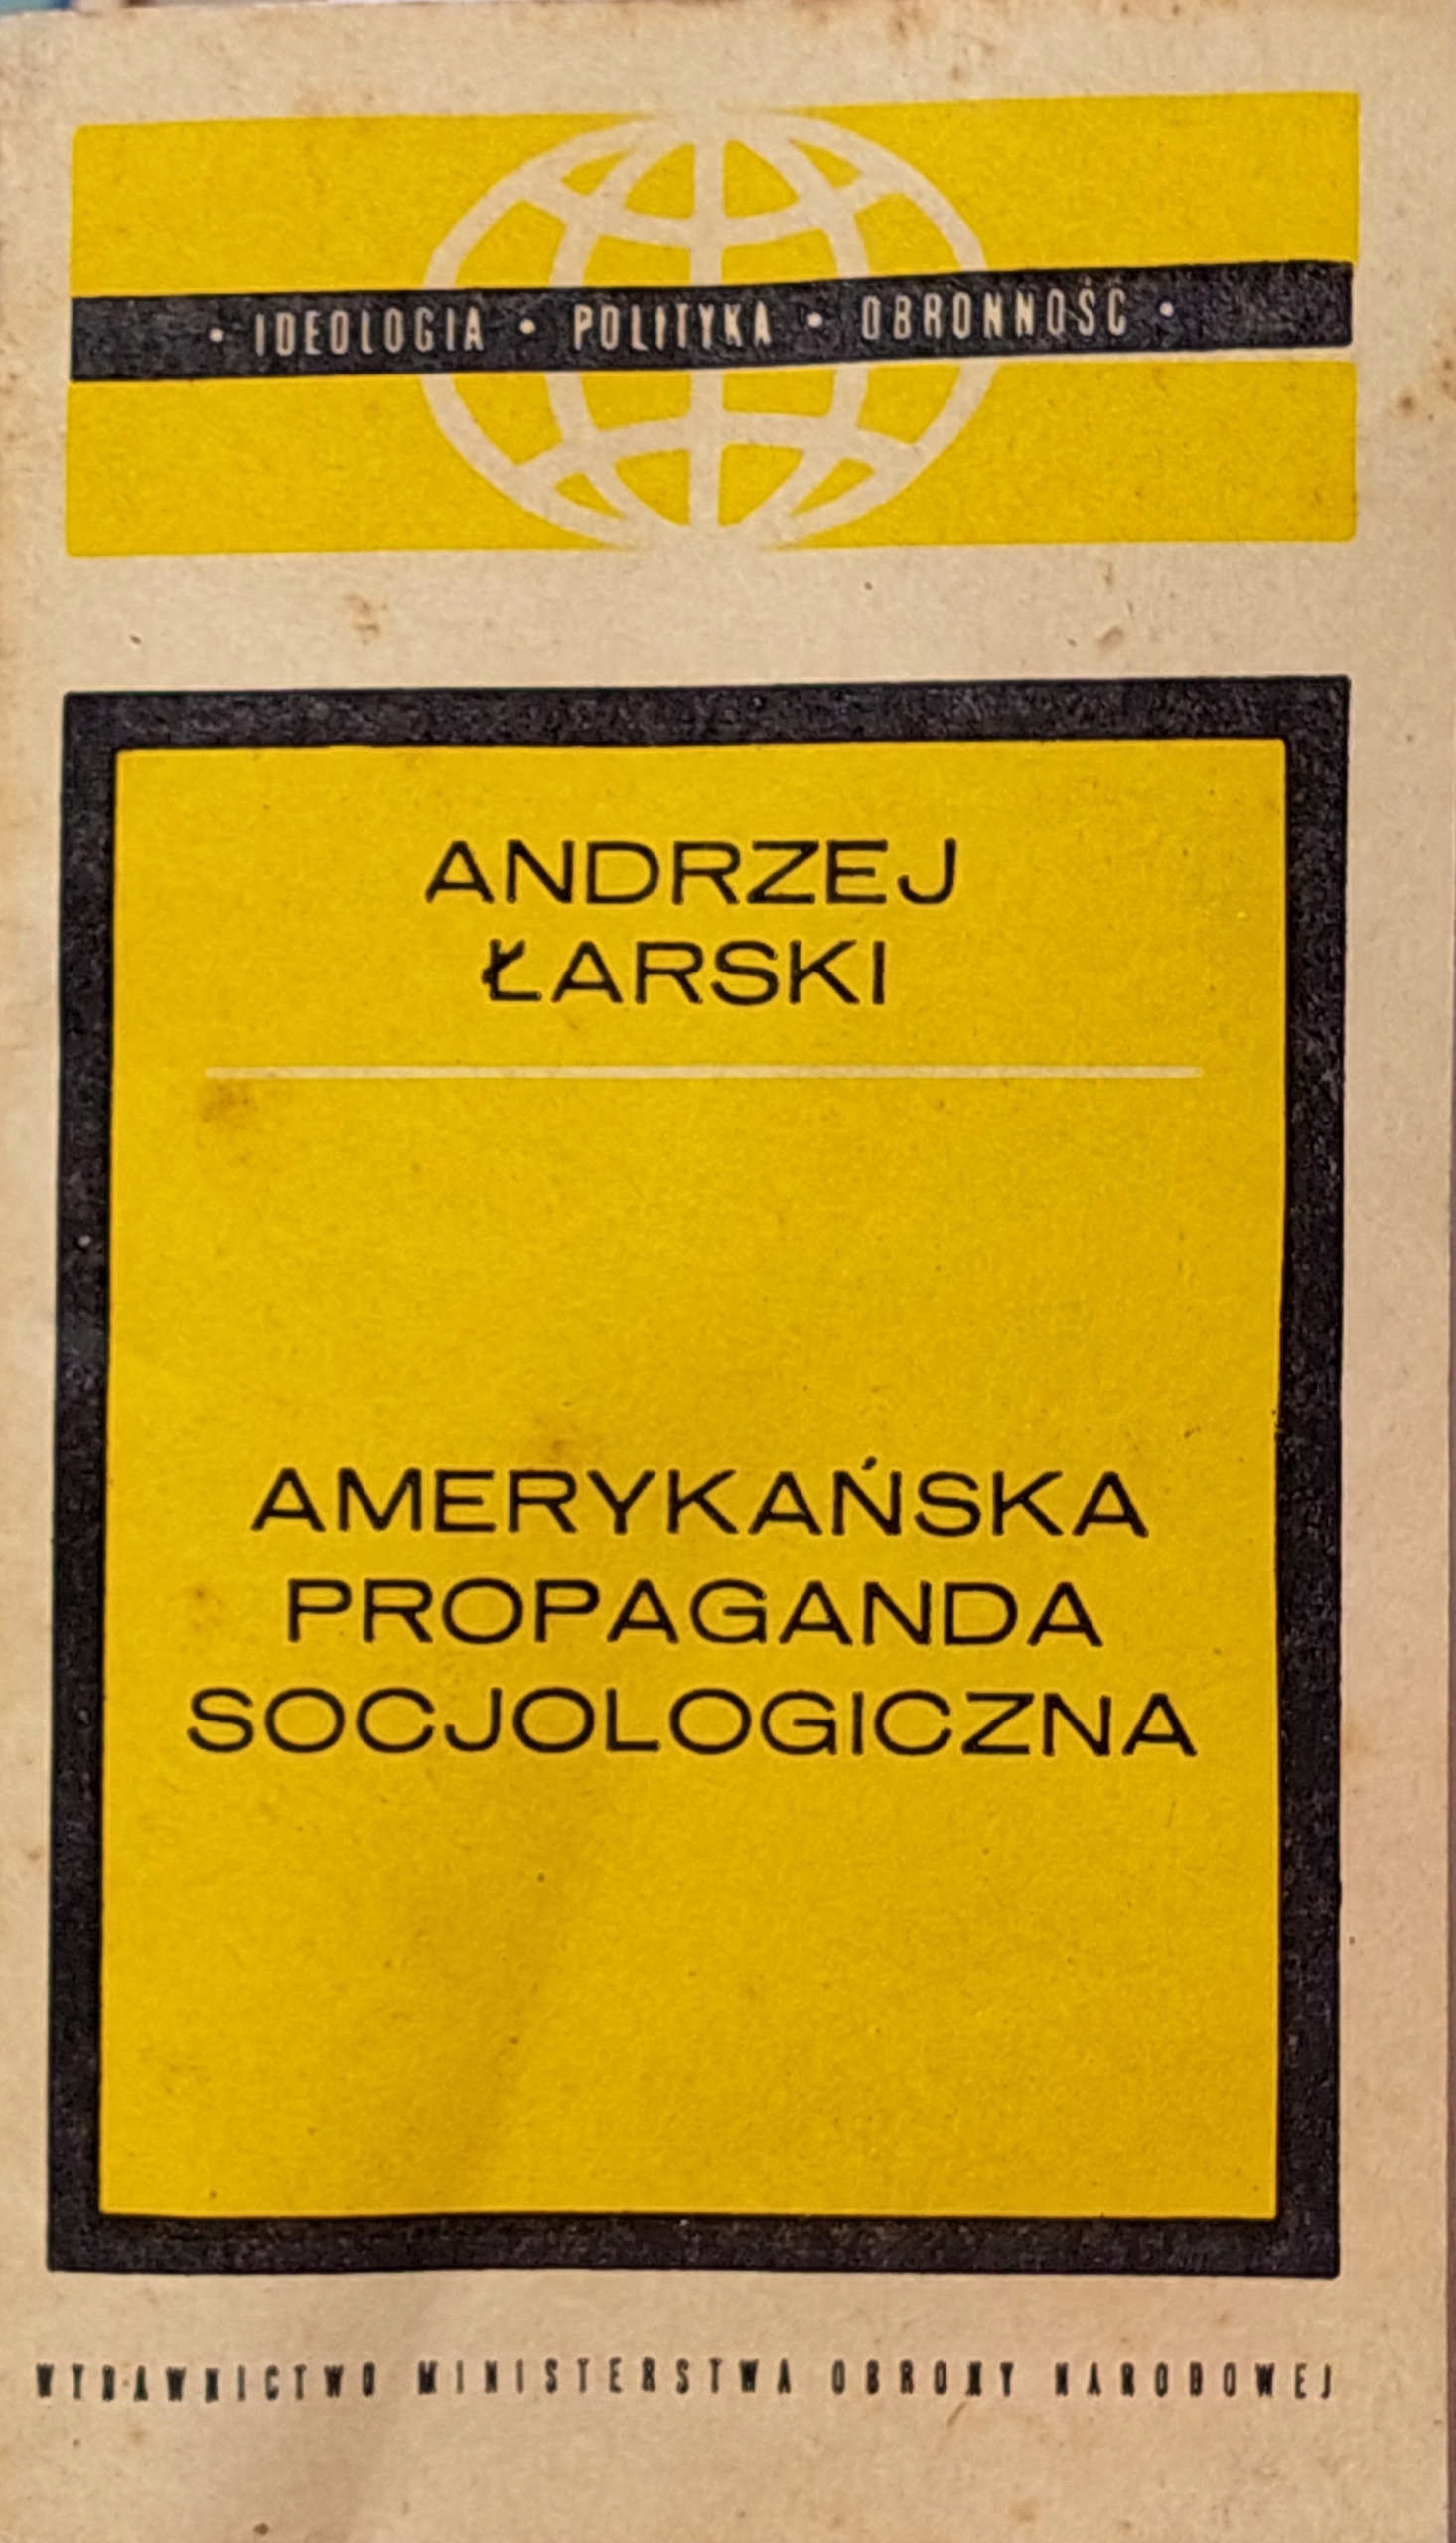 • IDEOLOGIA • POLITYKA • OBRONNOŚĆ •
ANDRZEJ
ŁARSKI
AMERYKAŃSKA
PROPAGANDA
SOCJOLOGICZNA
WYDAWNICTWO MINISTERSTWA OBRONY NARODOWEJ